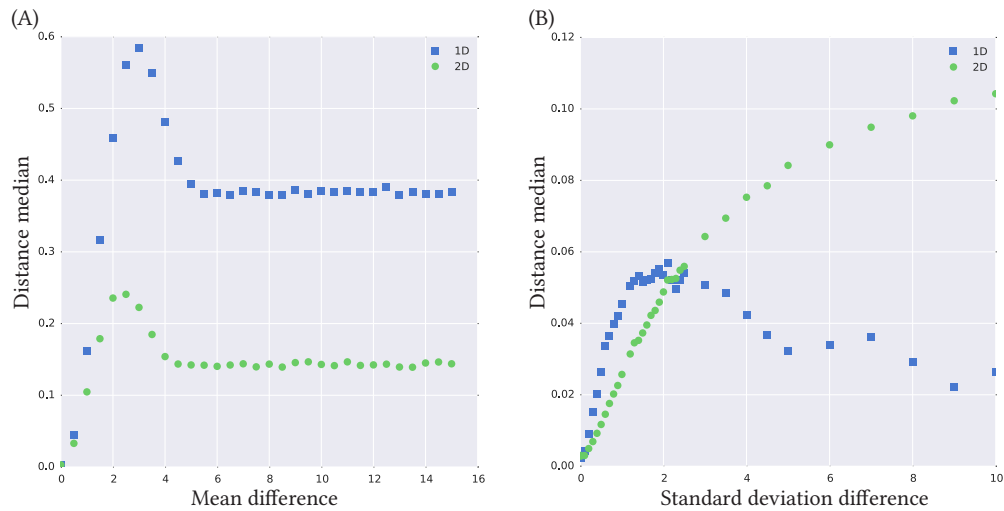 (A)
0.6
0.5
0.4
0.3
0.2
0.1
0.0
0 2 4 6 8 10 12 14 16
Distance median
Mean difference
1D
2D
(B)
0.12
0.10
0.08
0.06
0.04
0.02
0.00
0 2 4 6 8 10
Distance median
Standard deviation difference
1D
2D